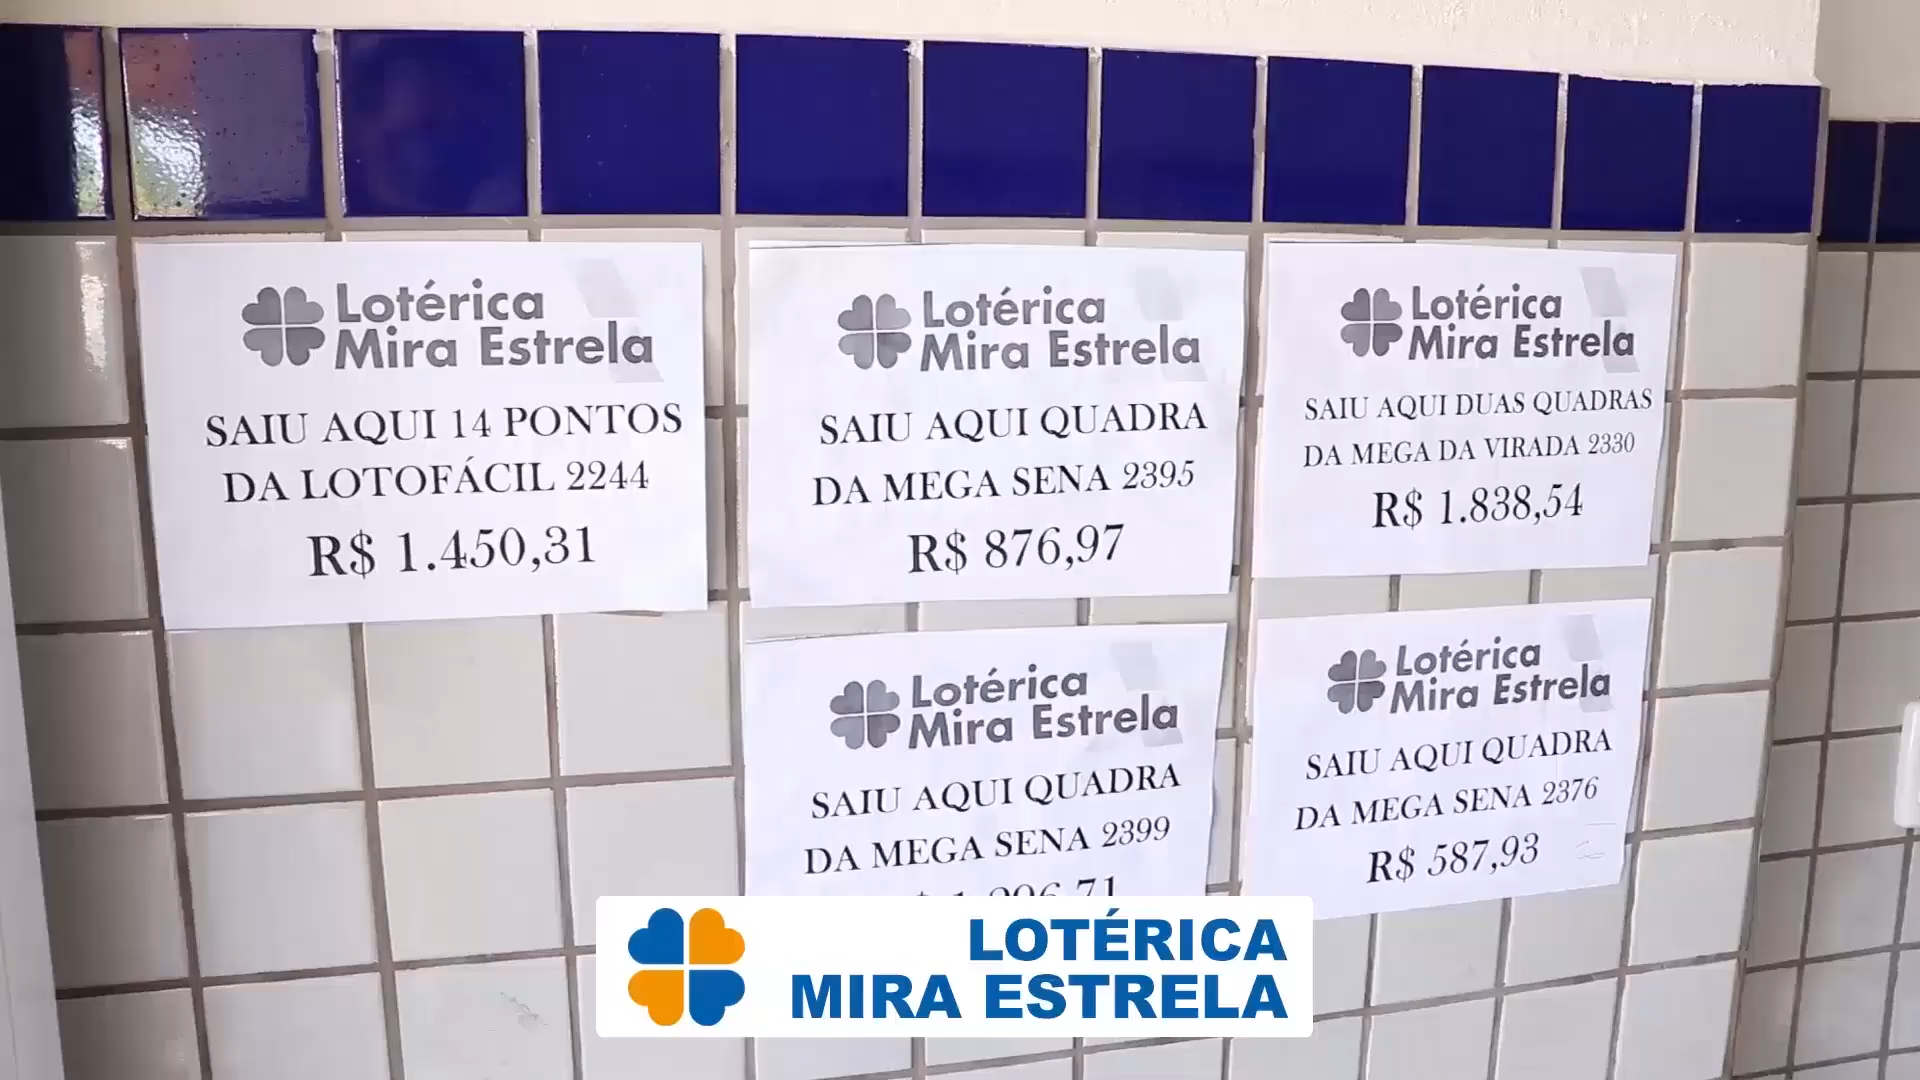 Lotérica
Mira Estrela
SAIU AQUI 14 PONTOS
DA LOTOFÁCIL 2244
R$ 1.450,31
Lotérica
Mira Estrela
SAIU AQUI QUADRA
DA MEGA SENA 2395
R$ 876,97
Lotérica
Mira Estrela
SAIU AQUI DUAS QUADRAS
DA MEGA DA VIRADA 2330
R$ 1.838,54
Lotérica
Mira Estrela
SAIU AQUI QUADRA
DA MEGA SENA 2399
Lotérica
Mira Estrela
SAIU AQUI QUADRA
DA MEGA SENA 2376
R$ 587,93
LOTÉRICA
MIRA ESTRELA